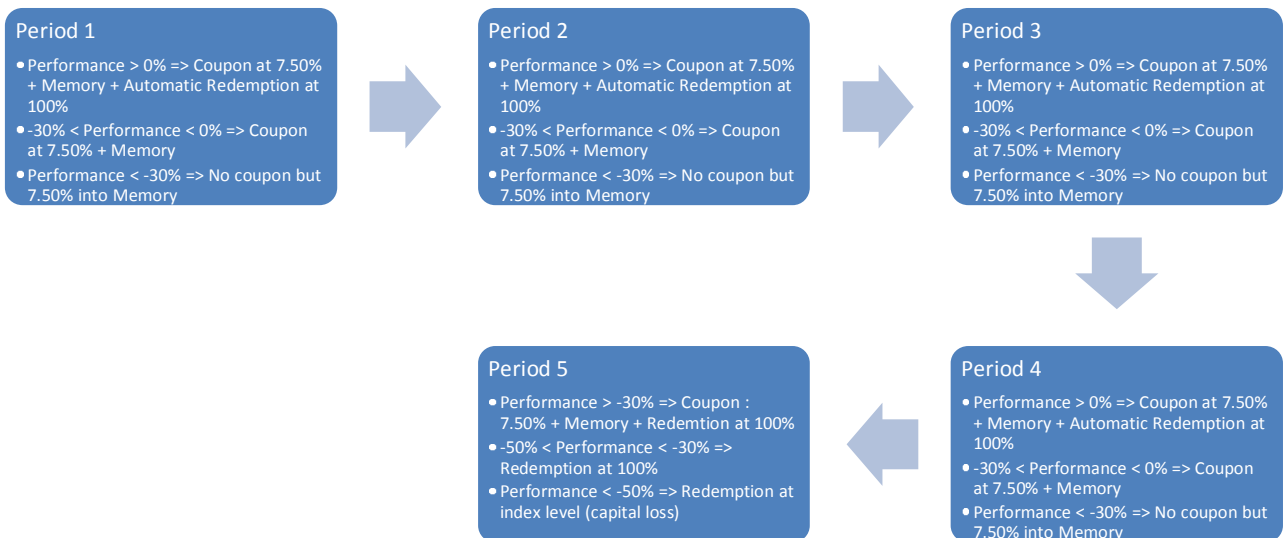 Period 1
• Performance > 0% => Coupon at 7.50%
+ Memory + Automatic Redemption at
100%
• -30% < Performance < 0% => Coupon
at 7.50% + Memory
• Performance < -30% => No coupon but
7.50% into Memory
Period 2
• Performance > 0% => Coupon at 7.50%
+ Memory + Automatic Redemption at
100%
• -30% < Performance < 0% => Coupon
at 7.50% + Memory
• Performance < -30% => No coupon but
7.50% into Memory
Period 3
• Performance > 0% => Coupon at 7.50%
+ Memory + Automatic Redemption at
100%
• -30% < Performance < 0% => Coupon
at 7.50% + Memory
• Performance < -30% => No coupon but
7.50% into Memory
Period 4
• Performance > 0% => Coupon at 7.50%
+ Memory + Automatic Redemption at
100%
• -30% < Performance < 0% => Coupon
at 7.50% + Memory
• Performance < -30% => No coupon but
7.50% into Memory
Period 5
• Performance > -30% => Coupon :
7.50% + Memory + Redemtion at 100%
• -50% < Performance < -30% =>
Redemption at 100%
• Performance < -50% => Redemption at
index level (capital loss)